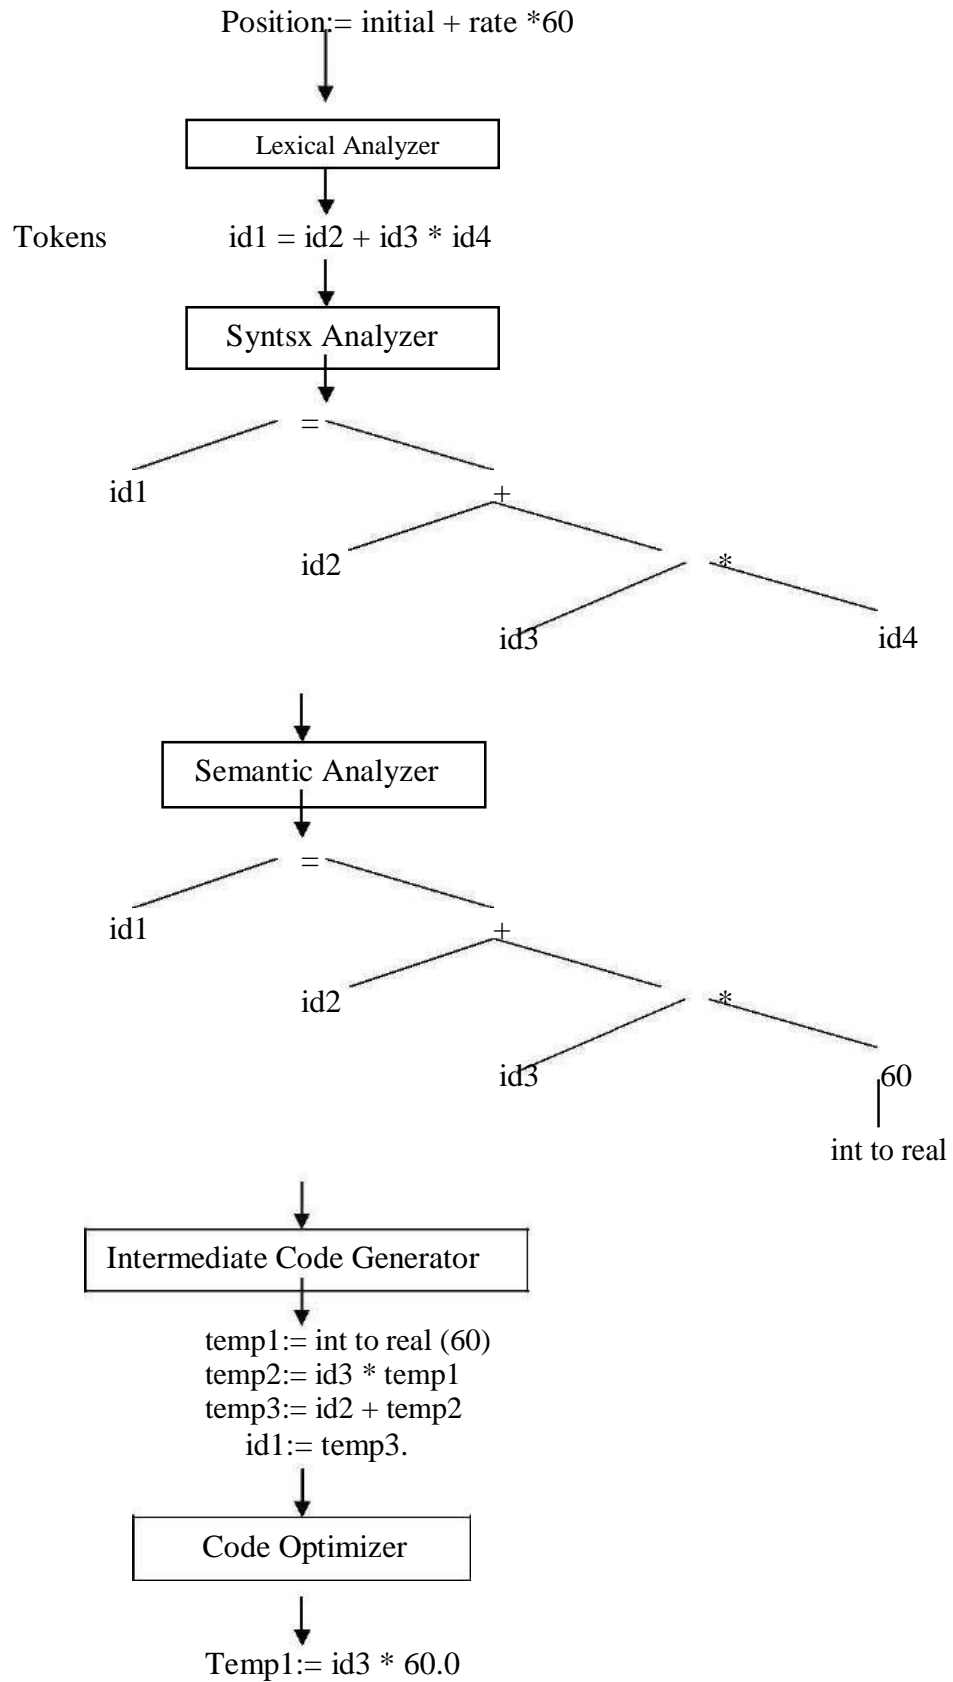 Position:= initial + rate *60
Lexical Analyzer
Tokens id1 = id2 + id3 * id4
Syntsx Analyzer
=
id1
+
id2
*
id3 id4
Semantic Analyzer
=
id1
+
id2
*
id3 60
int to real
Intermediate Code Generator
temp1:= int to real (60)
temp2:= id3 * temp1
temp3:= id2 + temp2
id1:= temp3.
Code Optimizer
Temp1:= id3 * 60.0